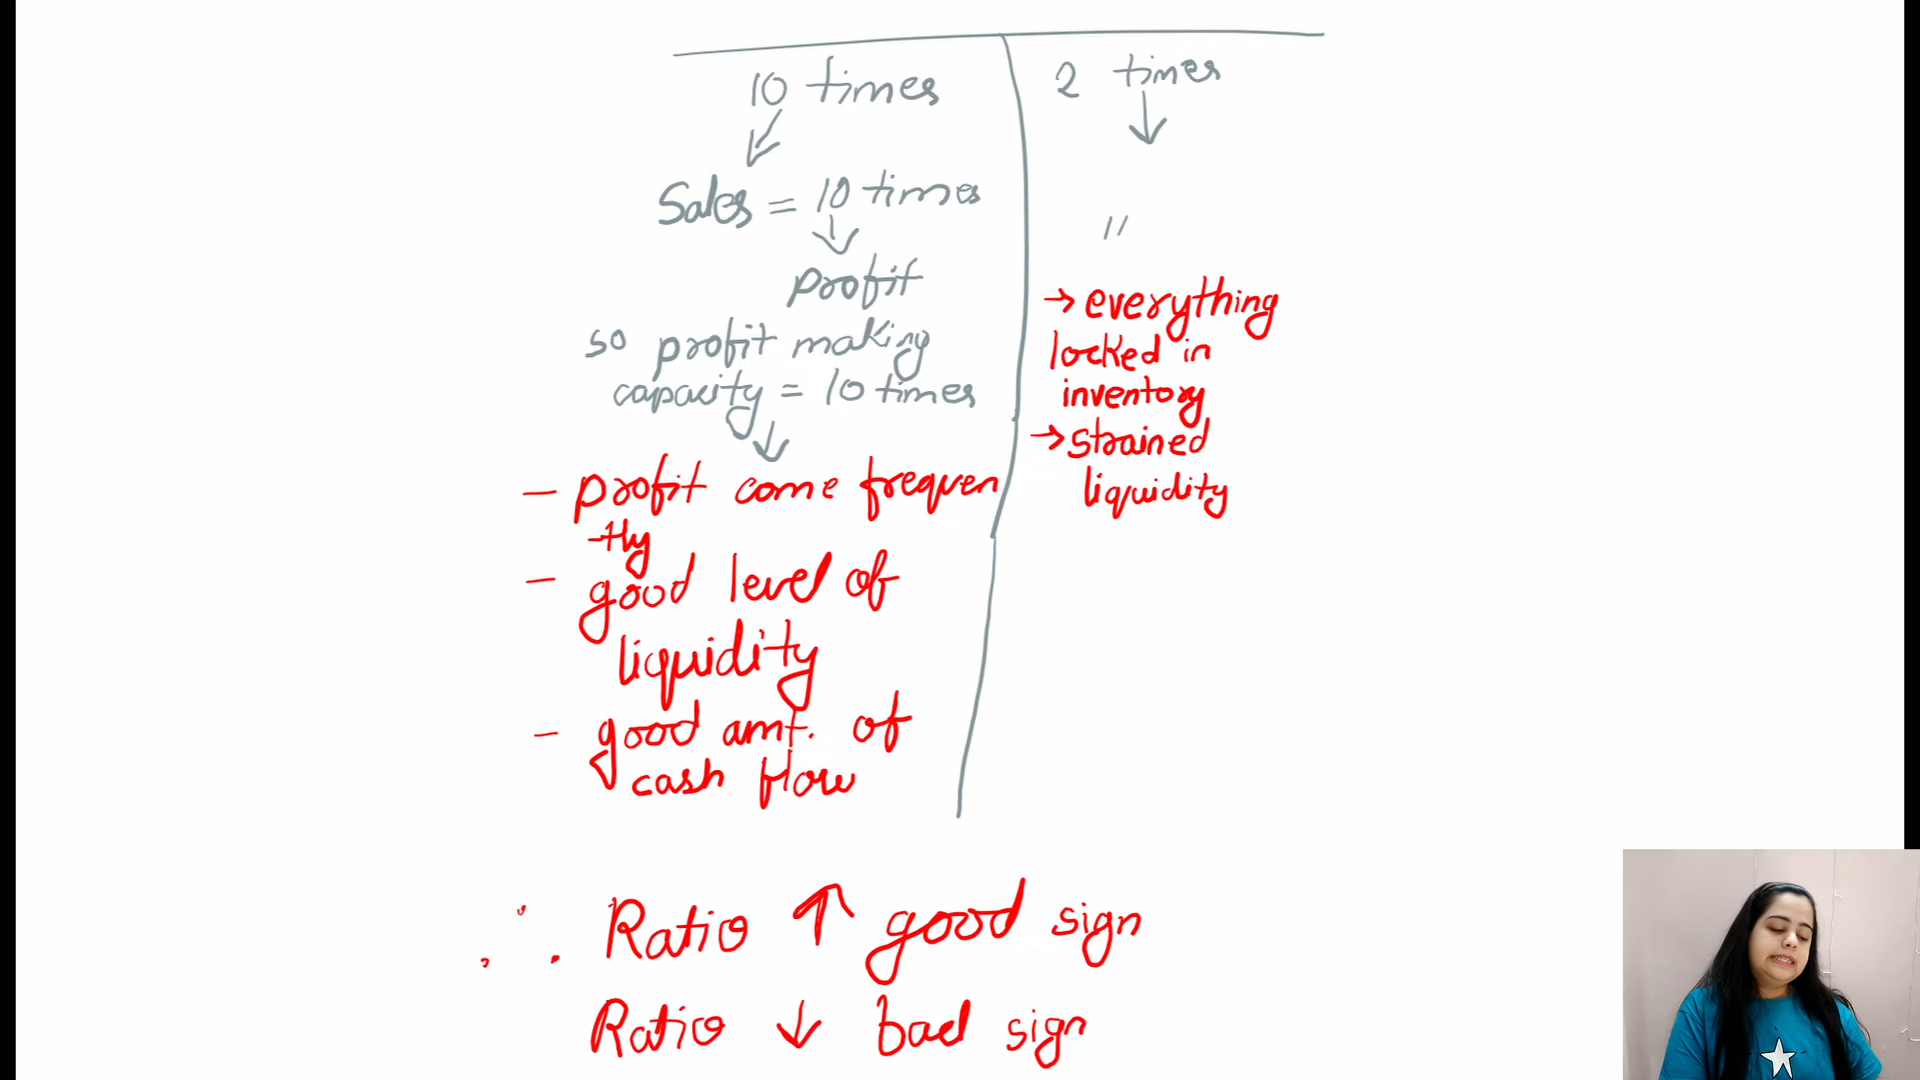 10 times
Sales = 10 times
profit
so profit making
capacity = 10 times
- profit come frequen
-tly
- good level of
liquidity
- good amt. of
cash flow
2 times
"
→ everything
locked in
inventory
→ strained
liquidity
∴ Ratio ↑ good sign
Ratio ↓ bad sign